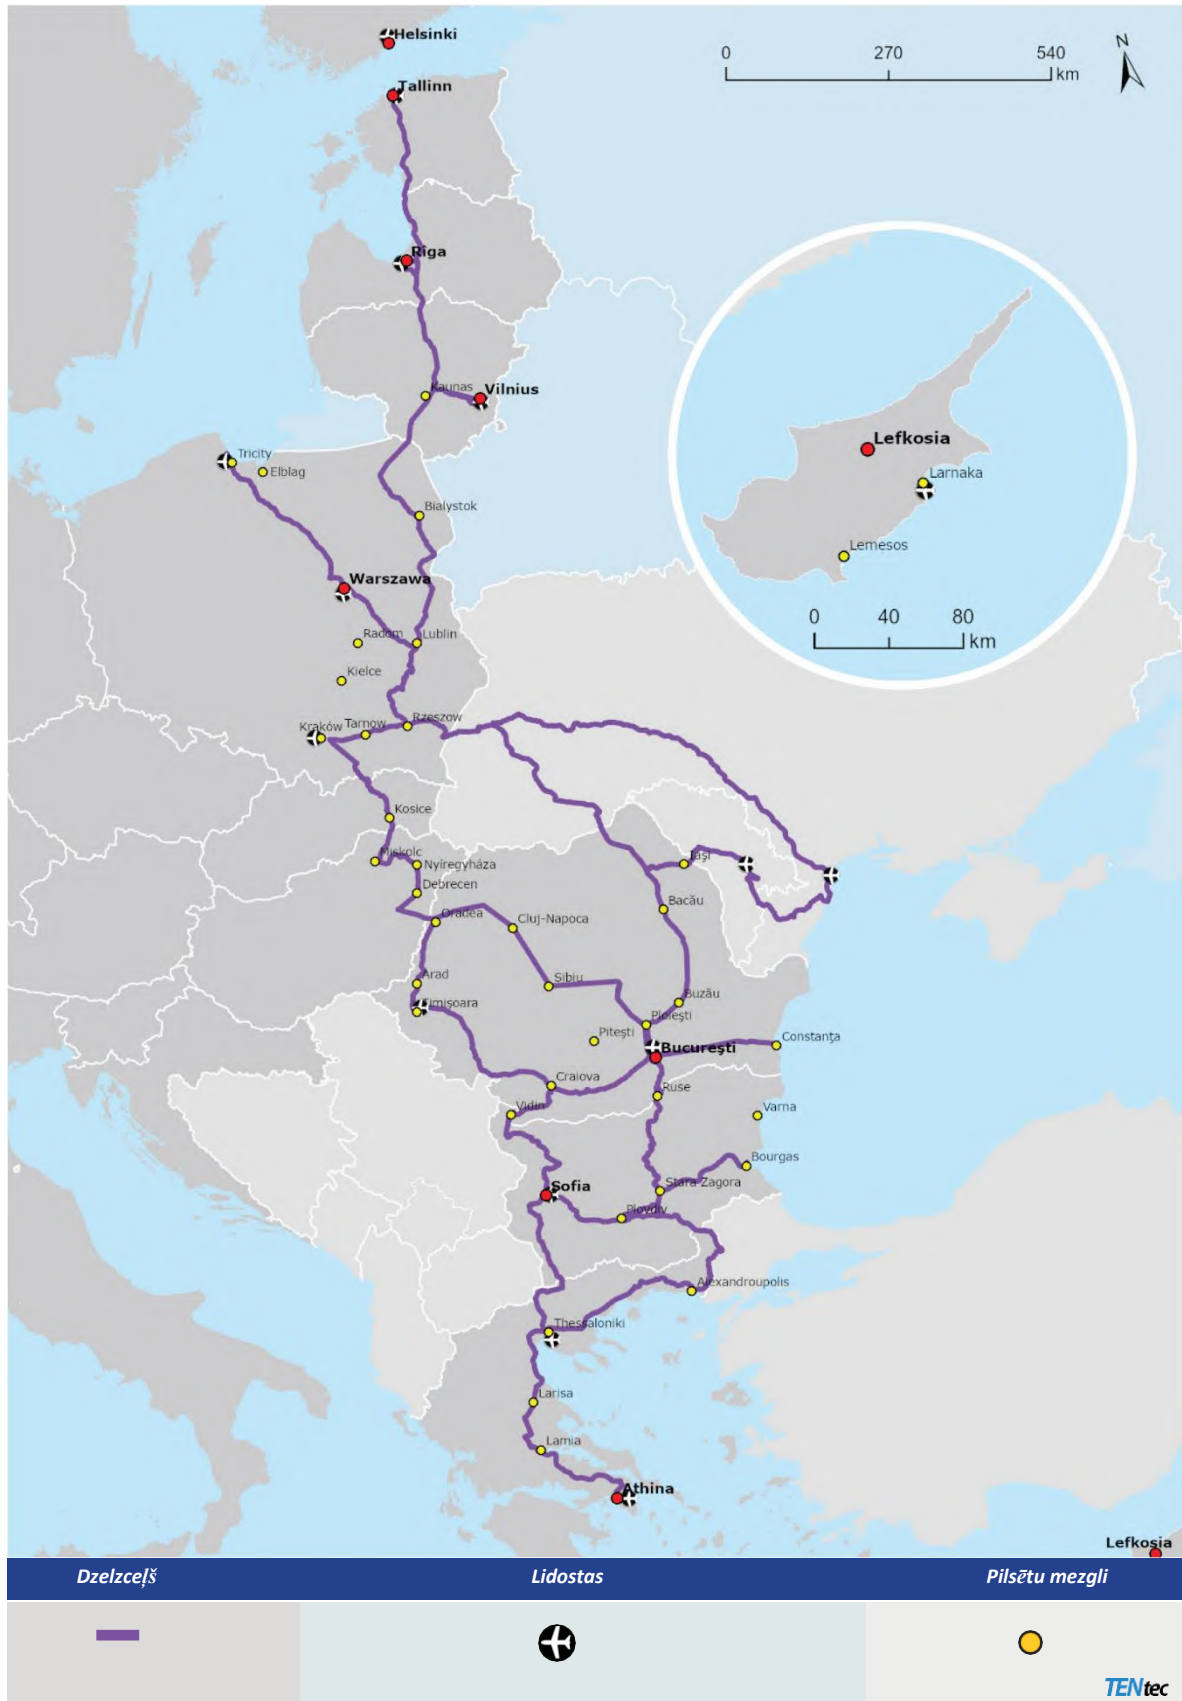 Helsinki
0 270 540
km
N
Tallinn
Rīga
Kaunas
Vilnius
Lefkosia
Larnaka
Lemesos
0 40 80
km
Tricity
Elblag
Bialystok
Warszawa
Radom
Lublin
Kielce
Kraków
Tarnow
Rzeszow
Kosice
Miskolc
Nyíregyháza
Debrecen
Iaşi
Oradea
Cluj-Napoca
Bacău
Arad
Sibiu
Timişoara
Buzău
Ploieşti
Piteşti
Bucureşti
Constanţa
Craiova
Ruse
Vidin
Varna
Bourgas
Sofia
Stara Zagora
Plovdiv
Alexandroupolis
Thessaloniki
Larisa
Lamia
Athina
Lefkosia
Dzelzceļš Lidostas Pilsētu mezgli
TENtec